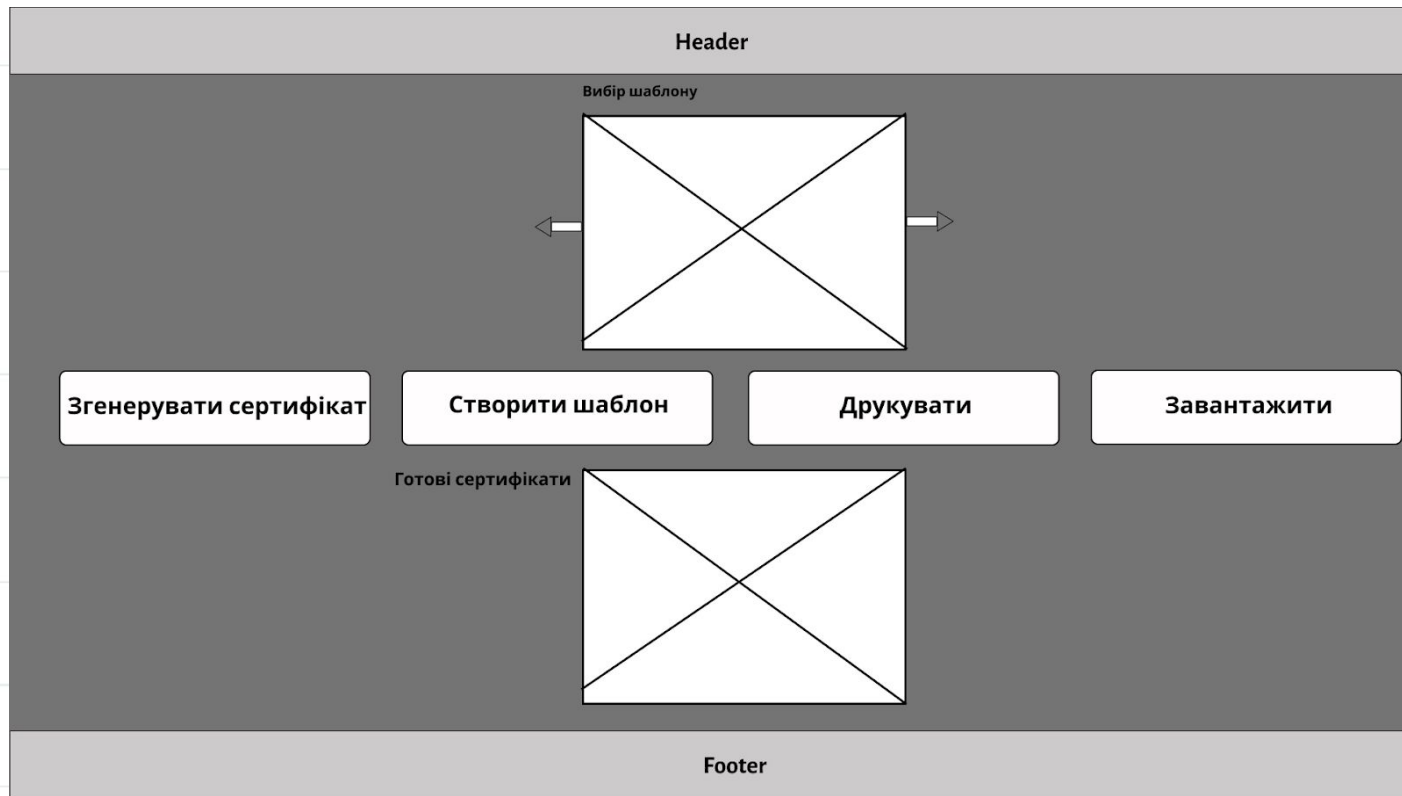 Header
Вибір шаблону
Згенерувати сертифікат
Створити шаблон
Друкувати
Завантажити
Готові сертифікати
Footer